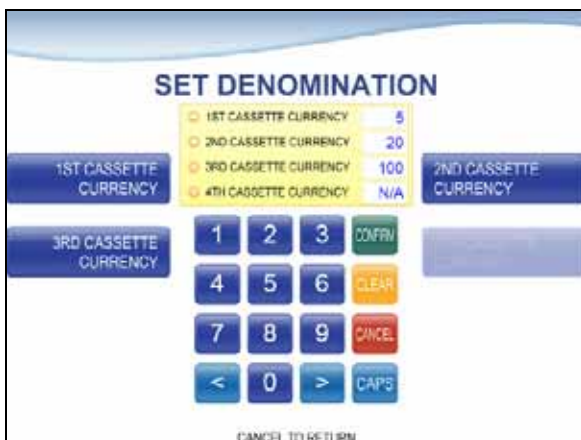 SET DENOMINATION
1ST CASSETTE CURRENCY 5
2ND CASSETTE CURRENCY 20
3RD CASSETTE CURRENCY 100
4TH CASSETTE CURRENCY N/A
1ST CASSETTE
CURRENCY
2ND CASSETTE
CURRENCY
3RD CASSETTE
CURRENCY
1 2 3 CONFIRM
4 5 6 CLEAR
7 8 9 CANCEL
< 0 > CAPS
CANCEL TO RETURN